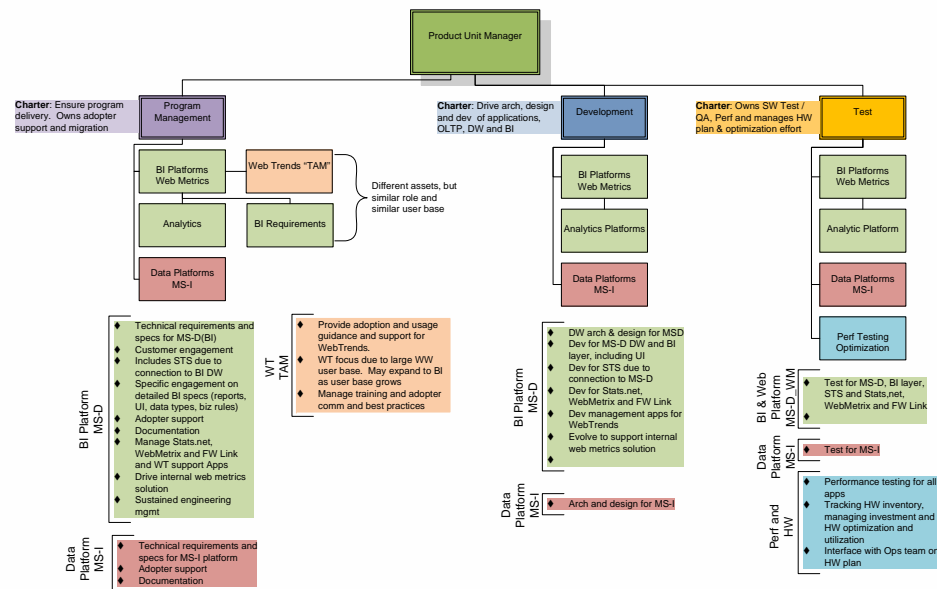 Product Unit Manager
Charter: Ensure program
delivery. Owns adopter
support and migration
Program
Management
Charter: Drive arch, design
and dev of applications,
OLTP, DW and BI
Development
Charter: Owns SW Test /
QA, Perf and manages HW
plan & optimization effort
Test
BI Platforms
Web Metrics
Web Trends “TAM”
Analytics
BI Requirements
Different assets, but
similar role and
similar user base
Data Platforms
MS-I
BI Platforms
Web Metrics
Analytics Platforms
Data Platforms
MS-I
BI Platforms
Web Metrics
Analytic Platform
Data Platforms
MS-I
Perf Testing
Optimization
BI Platform
MS-D
♦ Technical requirements and
specs for MS-D(BI)
♦ Customer engagement
♦ Includes STS due to
connection to BI DW
♦ Specific engagement on
detailed BI specs (reports,
UI, data types, biz rules)
♦ Adopter support
♦ Documentation
♦ Manage Stats.net,
WebMetrix and FW Link
and WT support Apps
♦ Drive internal web metrics
solution
♦ Sustained engineering
mgmt
Data
Platform
MS-I
♦ Technical requirements and
specs for MS-I platform
♦ Adopter support
♦ Documentation
WT
TAM
♦ Provide adoption and usage
guidance and support for
WebTrends.
♦ WT focus due to large WW
user base. May expand to BI
as user base grows
♦ Manage training and adopter
comm and best practices
BI Platform
MS-D
♦ DW arch & design for MSD
♦ Dev for MS-D DW and BI
layer, including UI
♦ Dev for STS due to
connection to MS-D
♦ Dev for Stats.net,
WebMetrix and FW Link
♦ Dev management apps for
WebTrends
♦ Evolve to support internal
web metrics solution
♦
Data
Platform
MS-I
♦ Arch and design for MS-I
BI & Web
Platform
MS-D_WM
♦ Test for MS-D, BI layer,
STS and Stats,net,
WebMetrix and FW Link
♦
Data
Platform
MS-I
♦ Test for MS-I
Perf and
HW
♦ Performance testing for all
apps
♦ Tracking HW inventory,
managing investment and
HW optimization and
utilization
♦ Interface with Ops team on
HW plan